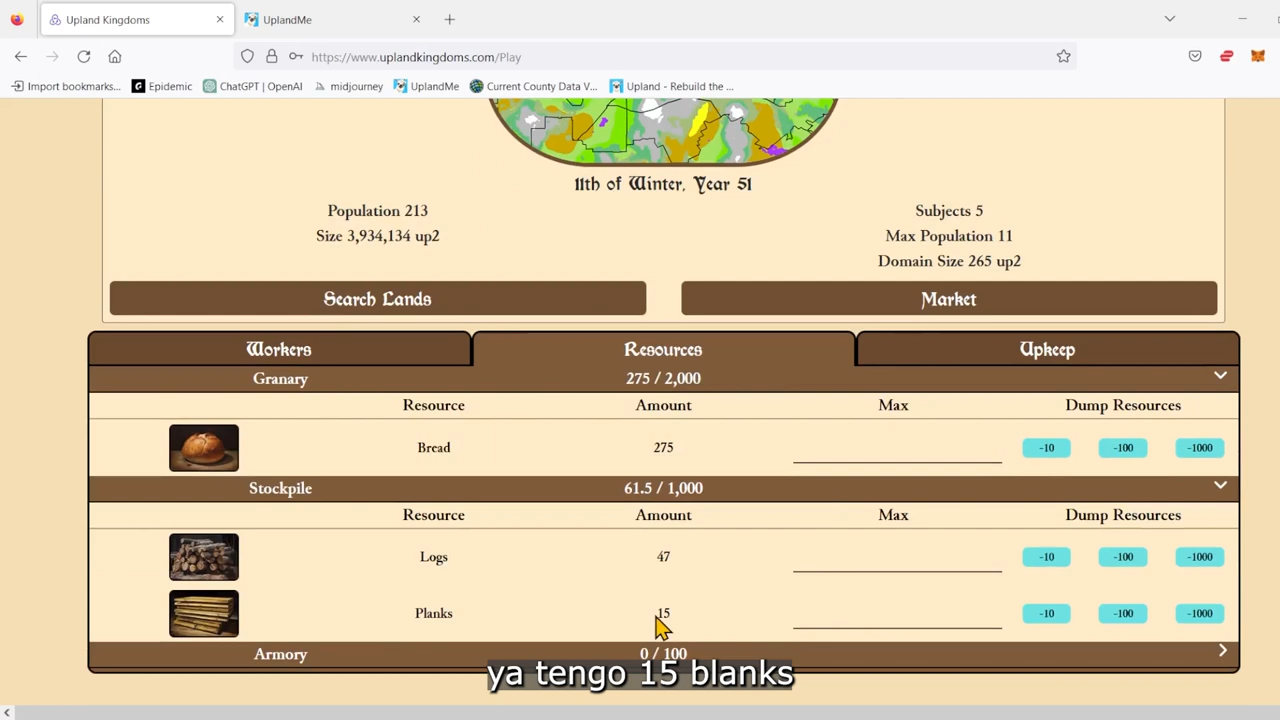 Upland Kingdoms
UplandMe
https://www.uplandkingdoms.com/Play
Import bookmarks...
Epidemic
ChatGPT | OpenAI
midjourney
UplandMe
Current County Data V...
Upland - Rebuild the ...
11th of Winter, Year 51
Population 213
Size 3,934,134 up2
Subjects 5
Max Population 11
Domain Size 265 up2
Search Lands
Market
Workers
Resources
Upkeep
Granary 275 / 2,000
Resource Amount Max Dump Resources
Bread 275 -10 -100 -1000
Stockpile 61.5 / 1,000
Resource Amount Max Dump Resources
Logs 47 -10 -100 -1000
Planks 15 -10 -100 -1000
Armory 0 / 100
ya tengo 15 blanks